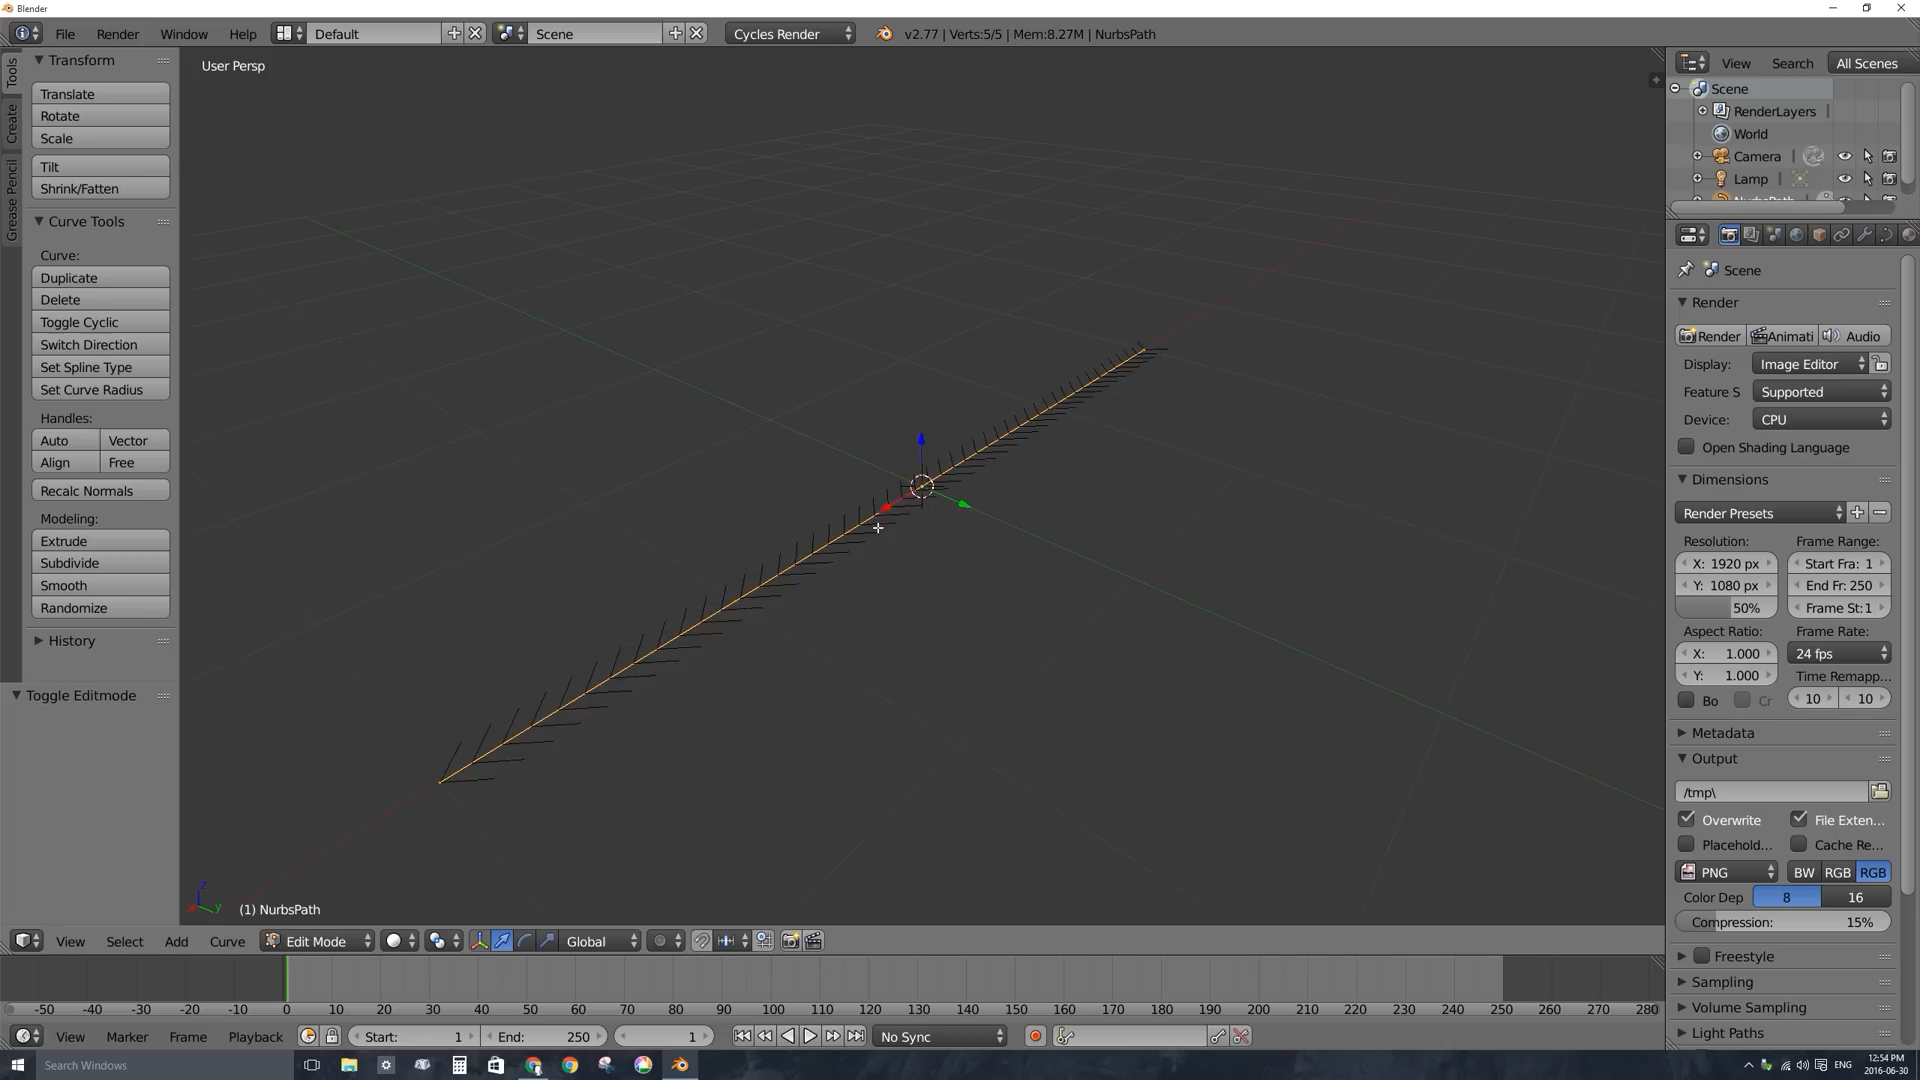 Blender
File Render Window Help Default Scene Cycles Render v2.77 | Verts:5/5 | Mem:8.27M | NurbsPath
Tools
Create
Grease Pencil
Transform
Translate
Rotate
Scale
Tilt
Shrink/Fatten
Curve Tools
Curve:
Duplicate
Delete
Toggle Cyclic
Switch Direction
Set Spline Type
Set Curve Radius
Handles:
Auto Vector
Align Free
Recalc Normals
Modeling:
Extrude
Subdivide
Smooth
Randomize
History
Toggle Editmode
User Persp
z
y
(1) NurbsPath
View Search All Scenes
Scene
RenderLayers
World
Camera
Lamp
NurbsPath
Scene
Render
Render Animati Audio
Display: Image Editor
Feature S Supported
Device: CPU
Open Shading Language
Dimensions
Render Presets
Resolution: Frame Range:
X: 1920 px Start Fra: 1
Y: 1080 px End Fr: 250
50% Frame St: 1
Aspect Ratio: Frame Rate:
X: 1.000 24 fps
Y: 1.000 Time Remapp...
Bo Cr 10 10
Metadata
Output
/tmp\
Overwrite File Exten...
Placehold... Cache Re...
PNG BW RGB RGB
Color Dep 8 16
Compression: 15%
Freestyle
Sampling
Volume Sampling
Light Paths
View Select Add Curve Edit Mode Global
-50 -40 -30 -20 -10 0 10 20 30 40 50 60 70 80 90 100 110 120 130 140 150 160 170 180 190 200 210 220 230 240 250 260 270 280
View Marker Frame Playback Start: 1 End: 250 1 No Sync
Search Windows
ENG
12:54 PM
2016-06-30